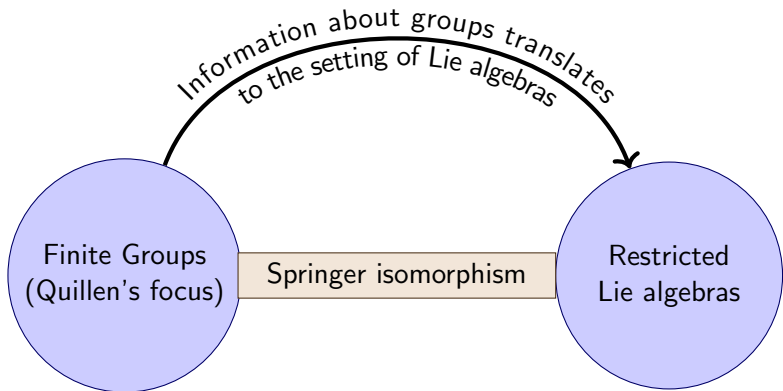 Information about groups translates
to the setting of Lie algebras
Finite Groups
(Quillen's focus)
Springer isomorphism
Restricted
Lie algebras